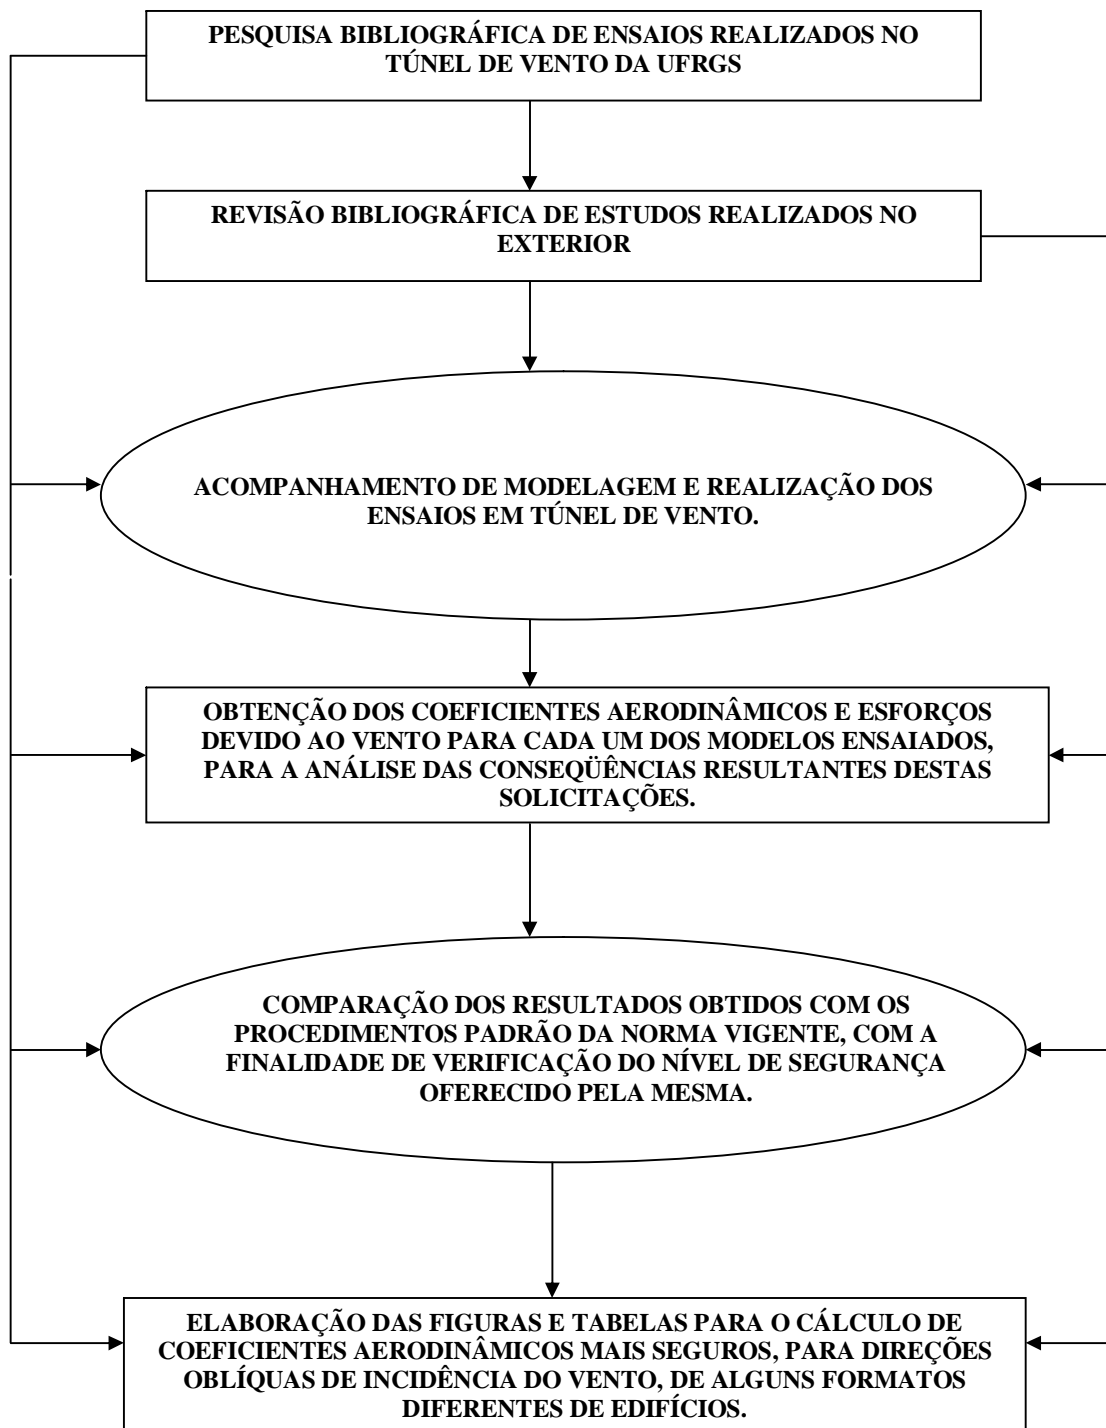 PESQUISA BIBLIOGRÁFICA DE ENSAIOS REALIZADOS NO
TÚNEL DE VENTO DA UFRGS
REVISÃO BIBLIOGRÁFICA DE ESTUDOS REALIZADOS NO
EXTERIOR
ACOMPANHAMENTO DE MODELAGEM E REALIZAÇÃO DOS
ENSAIOS EM TÚNEL DE VENTO.
OBTENÇÃO DOS COEFICIENTES AERODINÂMICOS E ESFORÇOS
DEVIDO AO VENTO PARA CADA UM DOS MODELOS ENSAIADOS,
PARA A ANÁLISE DAS CONSEQÜÊNCIAS RESULTANTES DESTAS
SOLICITAÇÕES.
COMPARAÇÃO DOS RESULTADOS OBTIDOS COM OS
PROCEDIMENTOS PADRÃO DA NORMA VIGENTE, COM A
FINALIDADE DE VERIFICAÇÃO DO NÍVEL DE SEGURANÇA
OFERECIDO PELA MESMA.
ELABORAÇÃO DAS FIGURAS E TABELAS PARA O CÁLCULO DE
COEFICIENTES AERODINÂMICOS MAIS SEGUROS, PARA DIREÇÕES
OBLÍQUAS DE INCIDÊNCIA DO VENTO, DE ALGUNS FORMATOS
DIFERENTES DE EDIFÍCIOS.